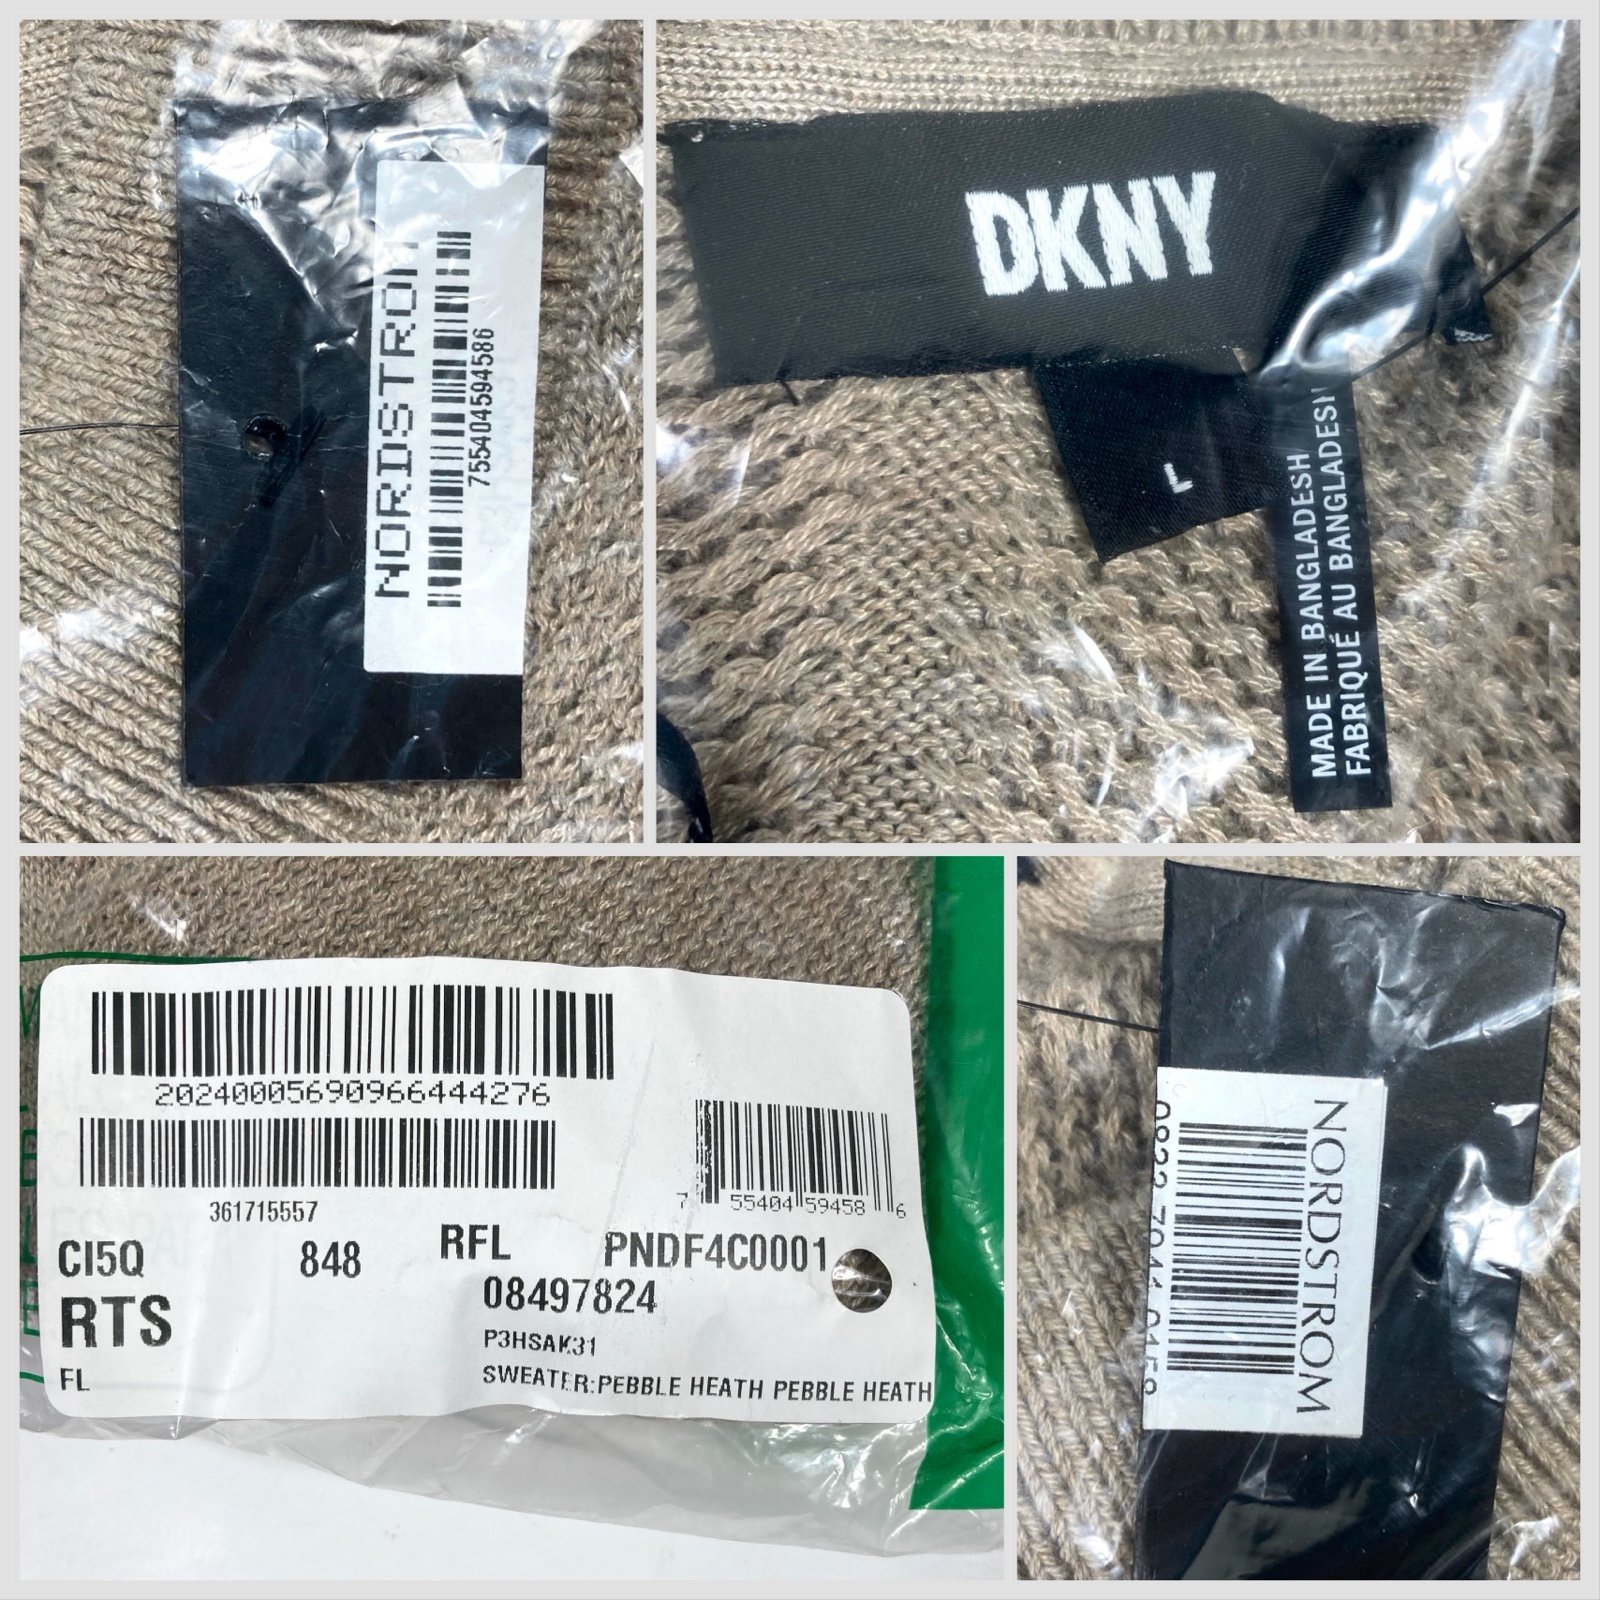 NORDSTROM
755404594586
DKNY
L
MADE IN BANGLADESH
FABRIQUÉ AU BANGLADESH
20240005690966444276
361715557
7 55404 59458 6
CI5Q 848 RFL PNDF4C0001
RTS 08497824
P3HSAK31
FL SWEATER:PEBBLE HEATH PEBBLE HEATH
NORDSTROM